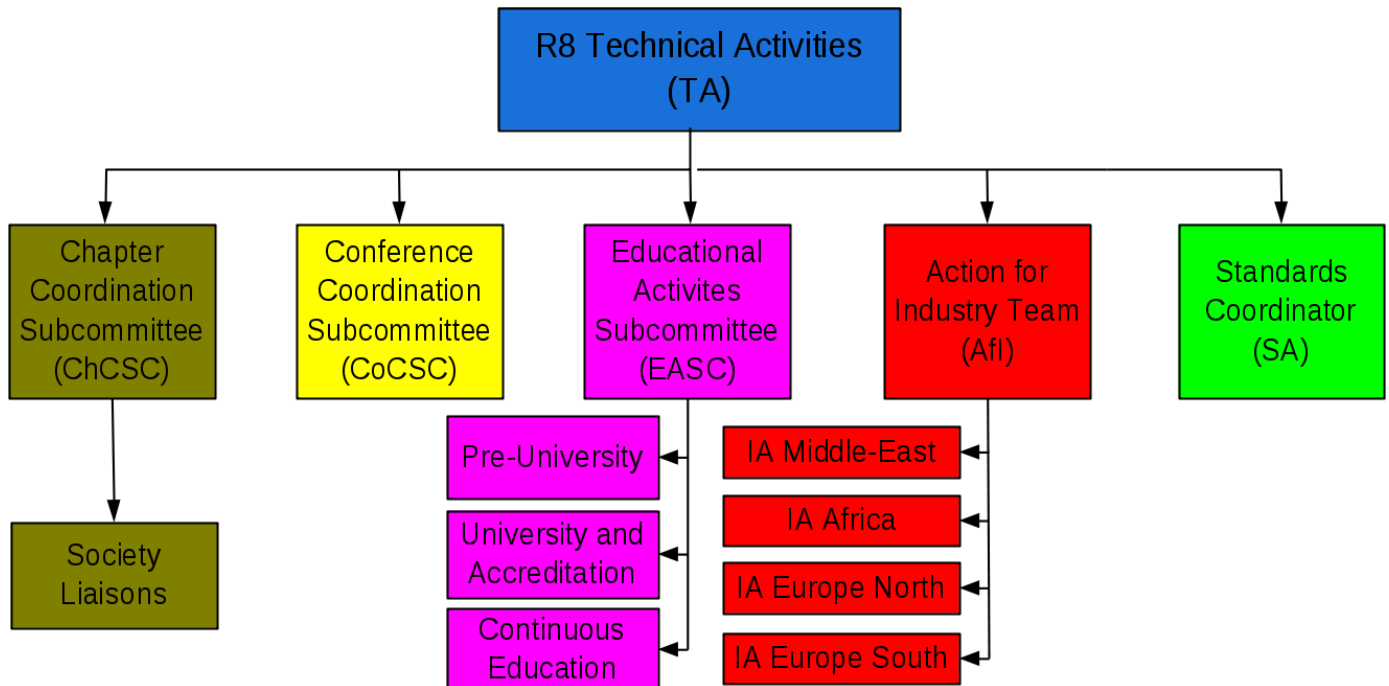 R8 Technical Activities
(TA)
Chapter
Coordination
Subcommittee
(ChCSC)
Conference
Coordination
Subcommittee
(CoCSC)
Educational
Activites
Subcommittee
(EASC)
Action for
Industry Team
(AfI)
Standards
Coordinator
(SA)
Society
Liaisons
Pre-University
University and
Accreditation
Continuous
Education
IA Middle-East
IA Africa
IA Europe North
IA Europe South